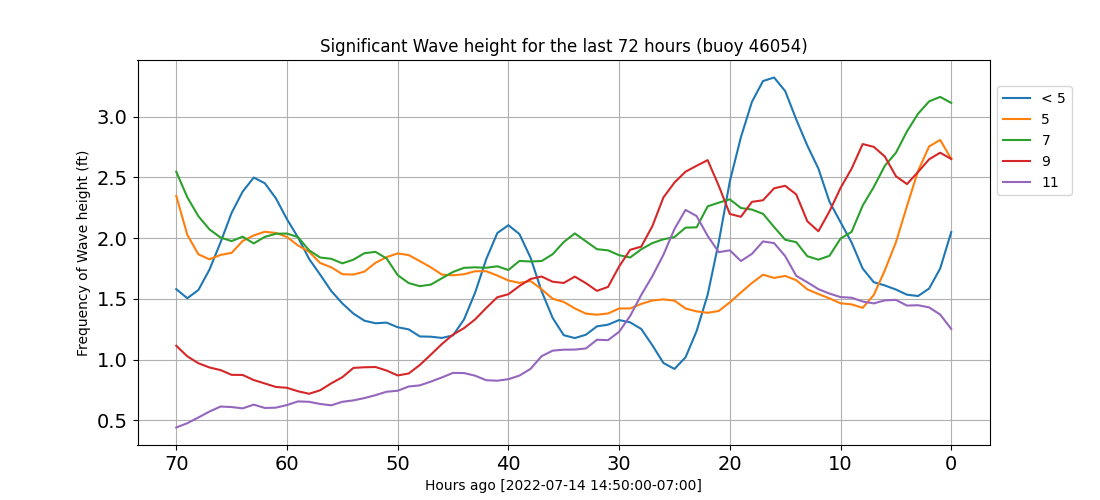 Significant Wave height for the last 72 hours (buoy 46054)
Frequency of Wave height (ft)
3.0
2.5
2.0
1.5
1.0
0.5
70 60 50 40 30 20 10 0
Hours ago [2022-07-14 14:50:00-07:00]
< 5
5
7
9
11